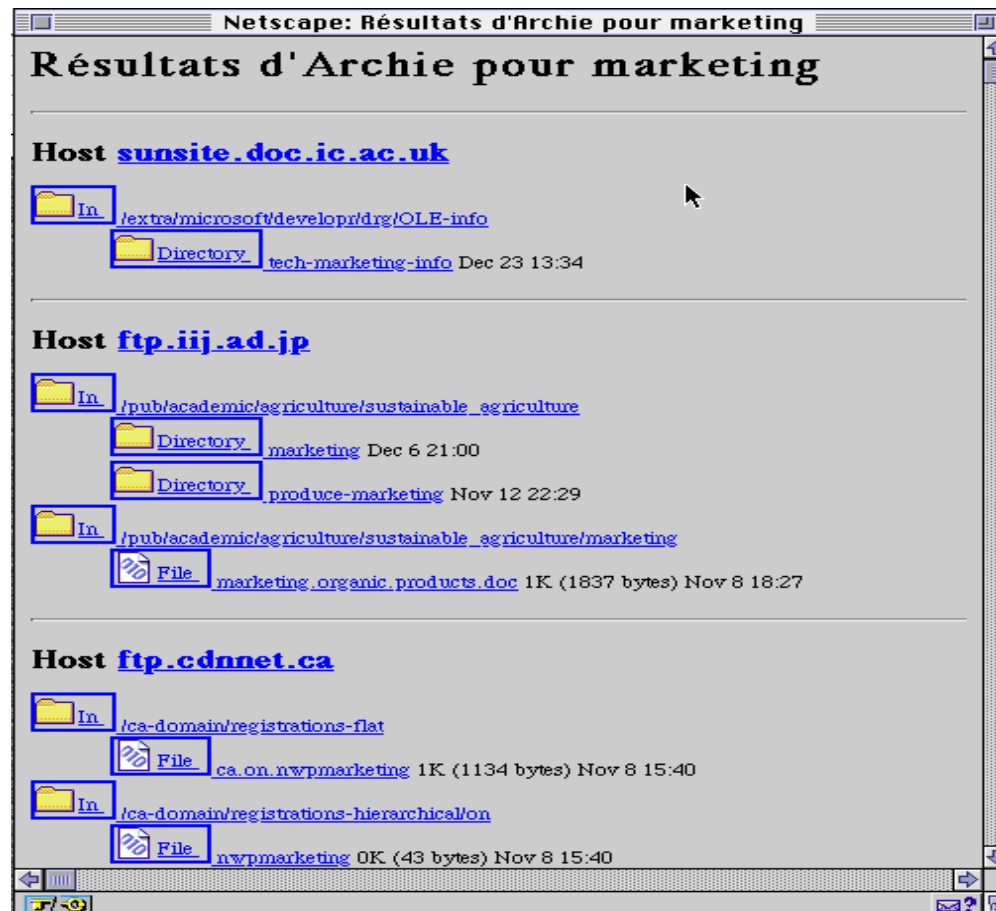 Netscape: Résultats d'Archie pour marketing
Résultats d'Archie pour marketing
Host sunsite.doc.ic.ac.uk
In /extra/microsoft/developr/drg/OLE-info
Directory tech-marketing-info Dec 23 13:34
Host ftp.iij.ad.jp
In /pub/academic/agriculture/sustainable_agriculture
Directory marketing Dec 6 21:00
Directory produce-marketing Nov 12 22:29
In /pub/academic/agriculture/sustainable_agriculture/marketing
File marketing.organic.products.doc 1K (1837 bytes) Nov 8 18:27
Host ftp.cdnnet.ca
In /ca-domain/registrations-flat
File ca.on.nwpmarketing 1K (1134 bytes) Nov 8 15:40
In /ca-domain/registrations-hierarchical/on
File nwpmarketing 0K (43 bytes) Nov 8 15:40